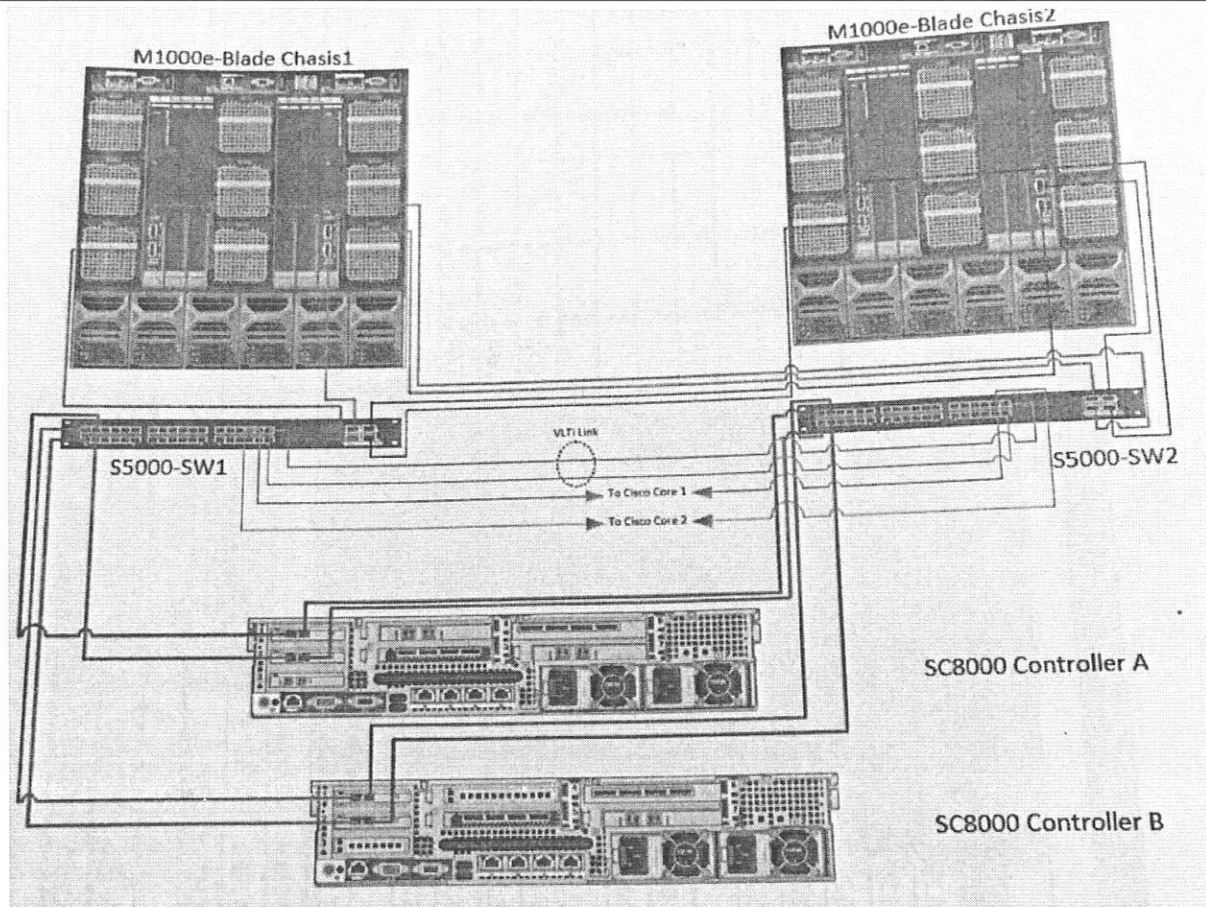 M1000e-Blade Chasis1
M1000e-Blade Chasis2
VLTi Link
S5000-SW1
S5000-SW2
To Cisco Core 1
To Cisco Core 2
SC8000 Controller A
SC8000 Controller B